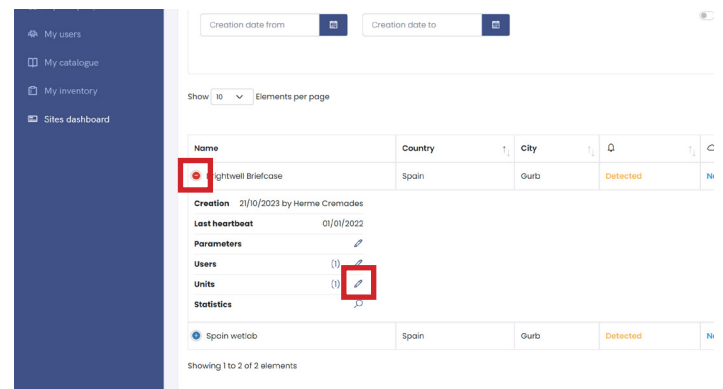 Creation date from
Creation date to
My users
My catalogue
My inventory
Sites dashboard
Show 10 Elements per page
Name Country City
Brightwell Briefcase Spain Gurb Detected
Creation 21/10/2023 by Herme Cremades
Last heartbeat 01/01/2022
Parameters
Users (1)
Units (1)
Statistics
Spain wetlab Spain Gurb Detected
Showing 1 to 2 of 2 elements